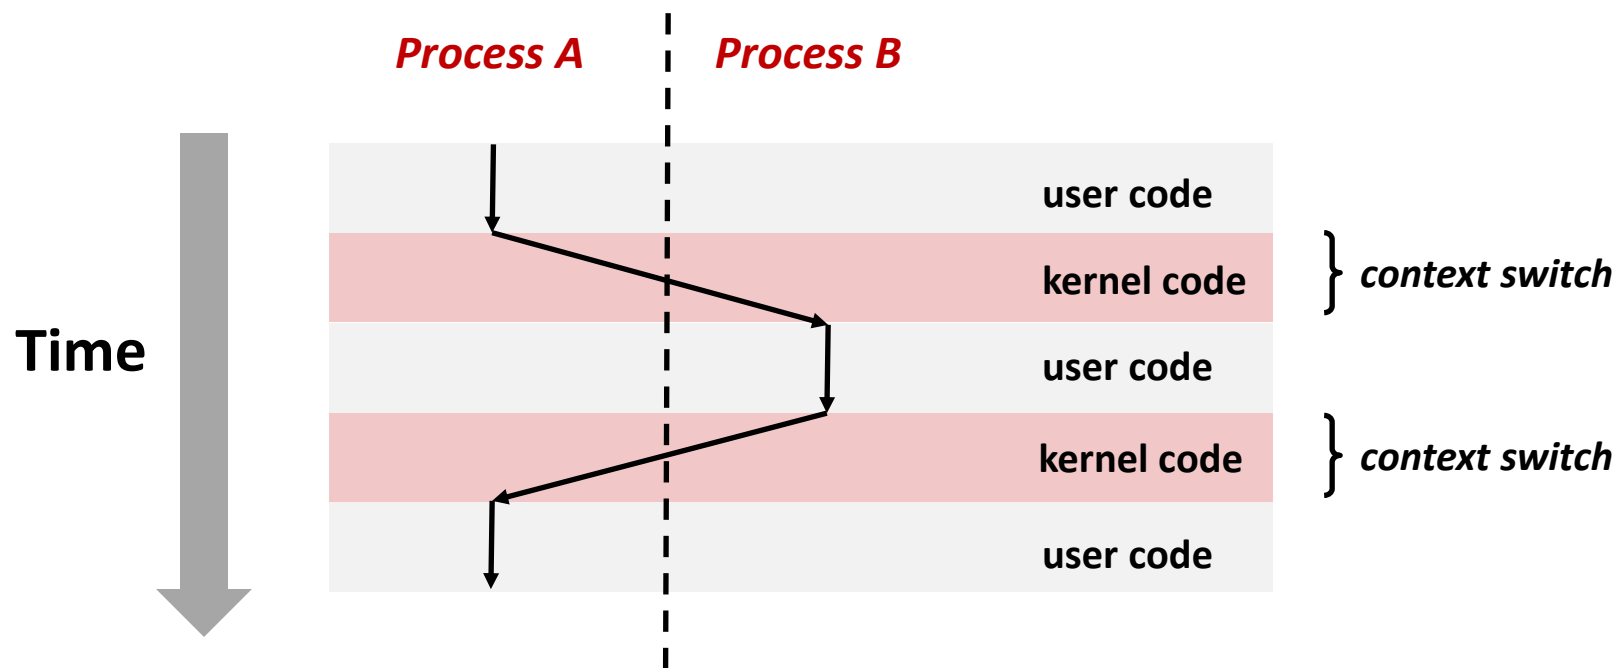 Process A
Process B
user code
kernel code
context switch
Time
user code
kernel code
context switch
user code